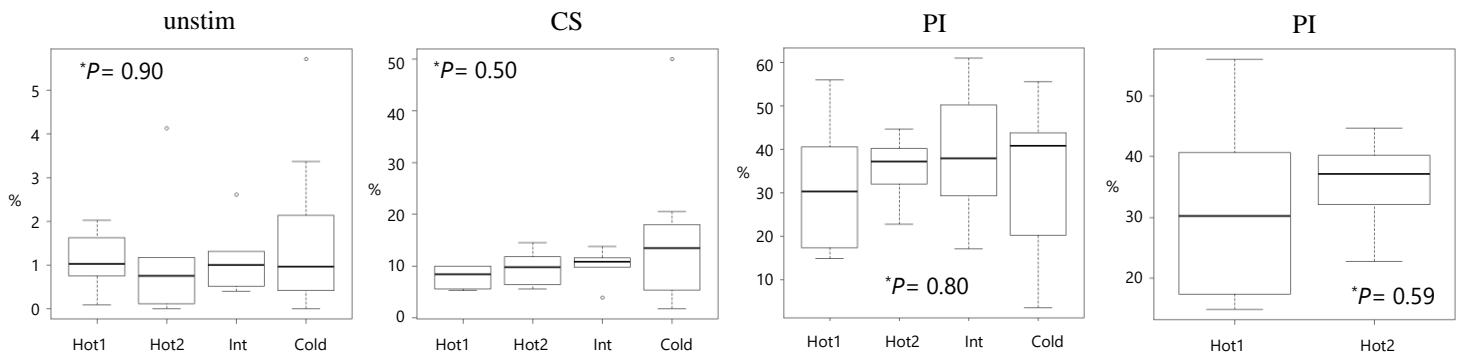 unstim
*P= 0.90
5
4
3
2
1
0
%
Hot1 Hot2 Int Cold
CS
*P= 0.50
50
40
30
20
10
0
%
Hot1 Hot2 Int Cold
PI
60
50
40
30
20
10
%
*P= 0.80
Hot1 Hot2 Int Cold
PI
50
40
30
20
%
*P= 0.59
Hot1 Hot2